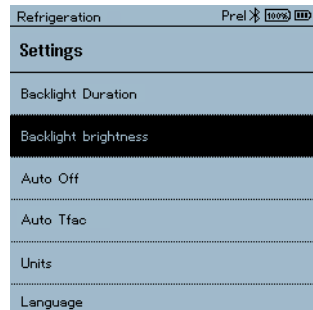 Refrigeration Prel 100%
Settings
Backlight Duration
Backlight brightness
Auto Off
Auto Tfac
Units
Language